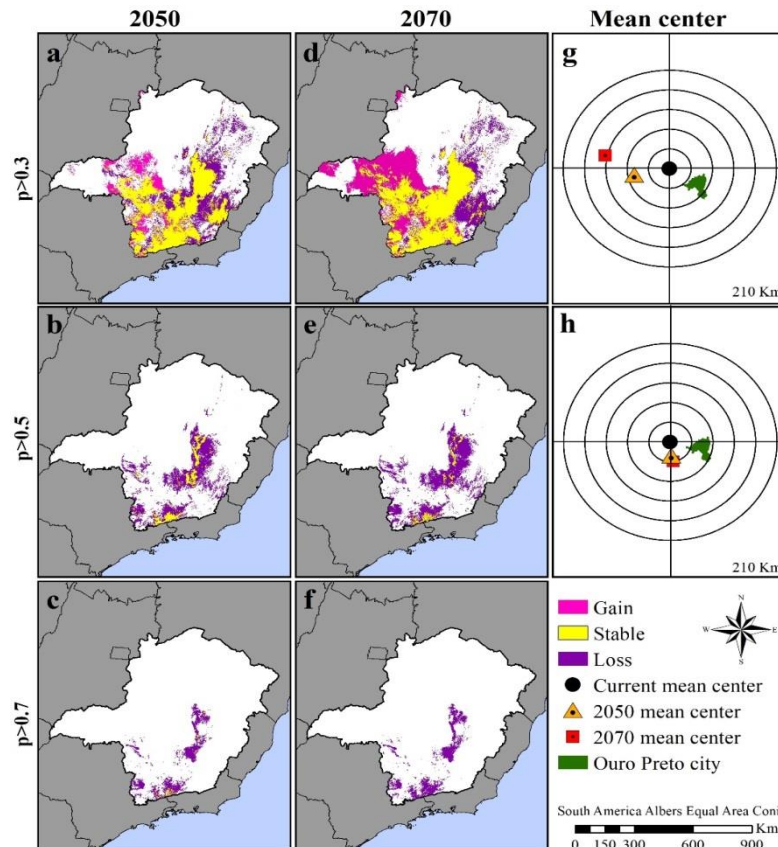 2050 2070 Mean center
a d g
p>0.3
210 Km
b e h
p>0.5
210 Km
c f
p>0.7
Gain
Stable
Loss
Current mean center
2050 mean center
2070 mean center
Ouro Preto city
N
W E
S
South America Albers Equal Area Coni
Km
0 150 300 600 900